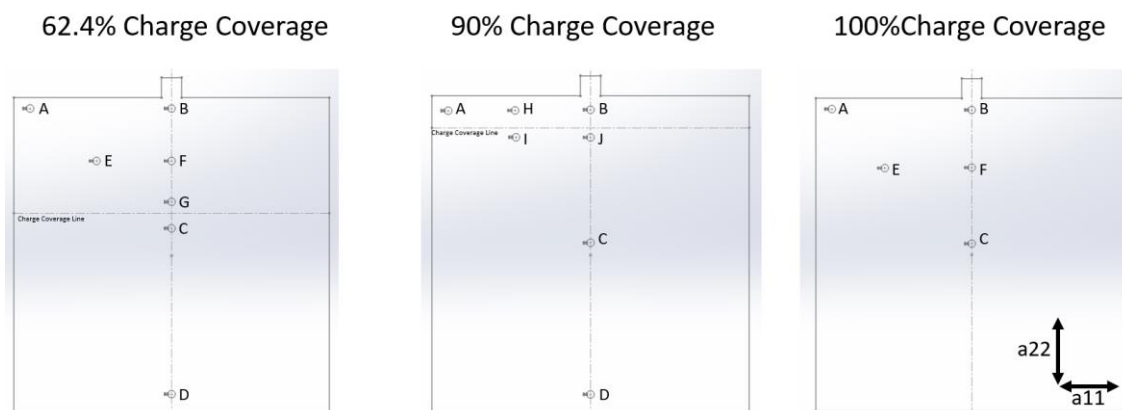 62.4% Charge Coverage
90% Charge Coverage
100%Charge Coverage
A
B
E
F
G
Charge Coverage Line
C
D
A
H
B
Charge Coverage Line
I
J
C
D
A
B
E
F
C
a22
a11